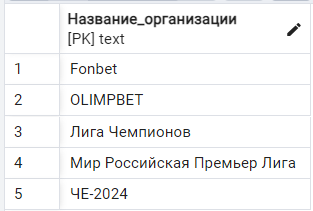 Название_организации
[PK] text
1 Fonbet
2 OLIMPBET
3 Лига Чемпионов
4 Мир Российская Премьер Лига
5 ЧЕ-2024